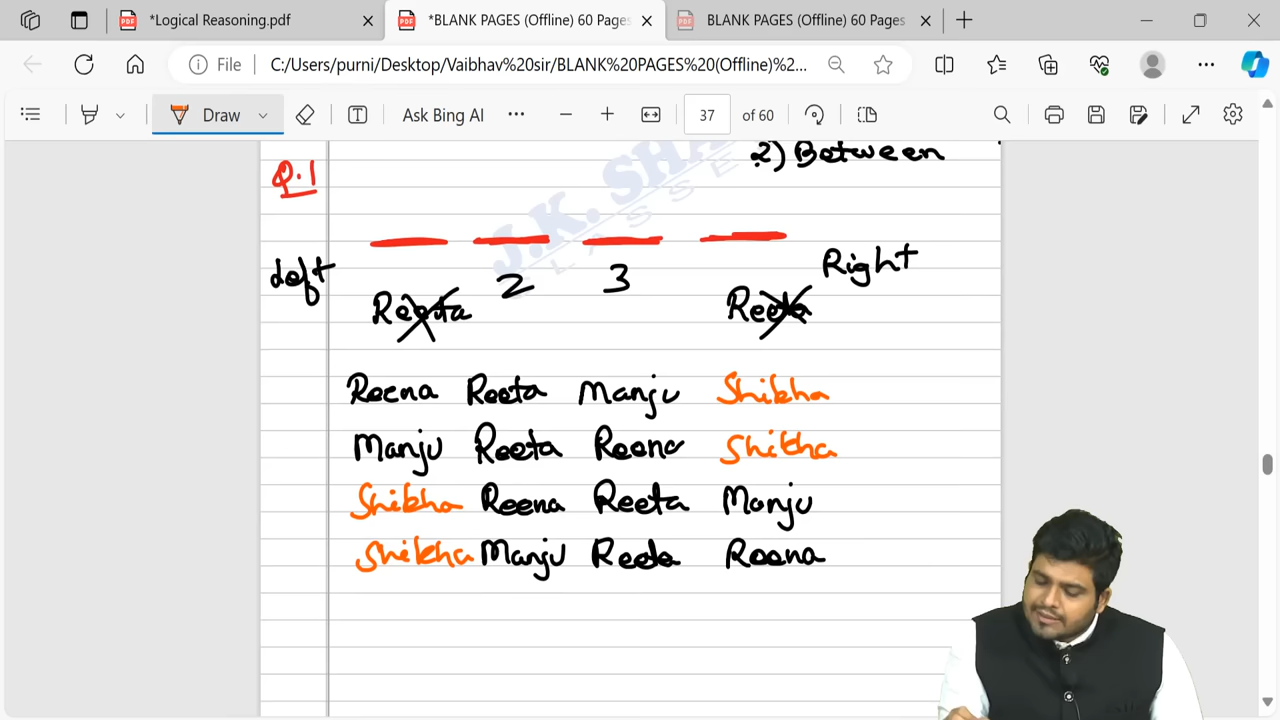 *Logical Reasoning.pdf
*BLANK PAGES (Offline) 60 Pages
BLANK PAGES (Offline) 60 Pages
File C:/Users/purni/Desktop/Vaibhav%20sir/BLANK%20PAGES%20(Offline)%2...
Draw
Ask Bing AI
37 of 60
2) Between
Q.1
J.K. SHA
CLASSES
Left Right
2 3
Reeta Reeta
Reena Reeta Manju Shikha
Manju Reeta Reena Shikha
Shikha Reena Reeta Manju
Shikha Manju Reeta Reena